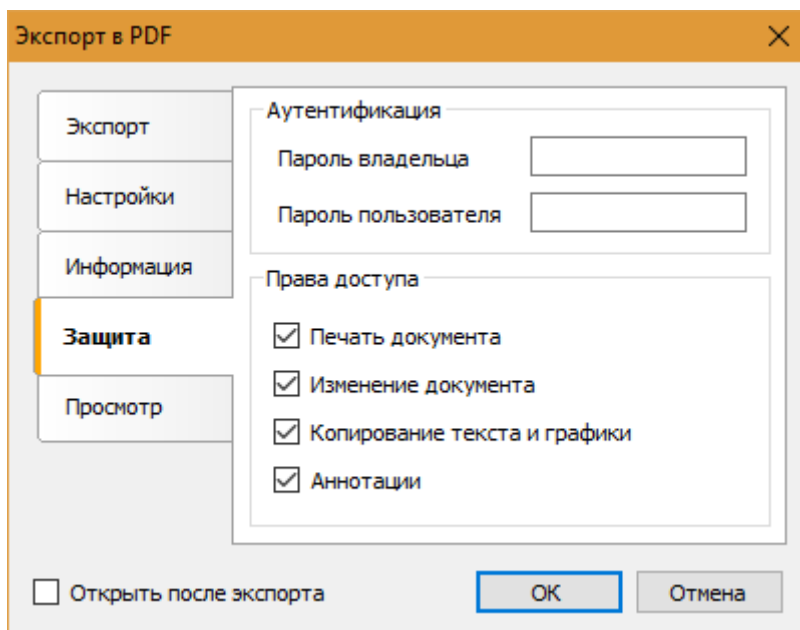 Экспорт в PDF
Экспорт
Настройки
Информация
Защита
Просмотр
Аутентификация
Пароль владельца
Пароль пользователя
Права доступа
Печать документа
Изменение документа
Копирование текста и графики
Аннотации
Открыть после экспорта
ОК
Отмена